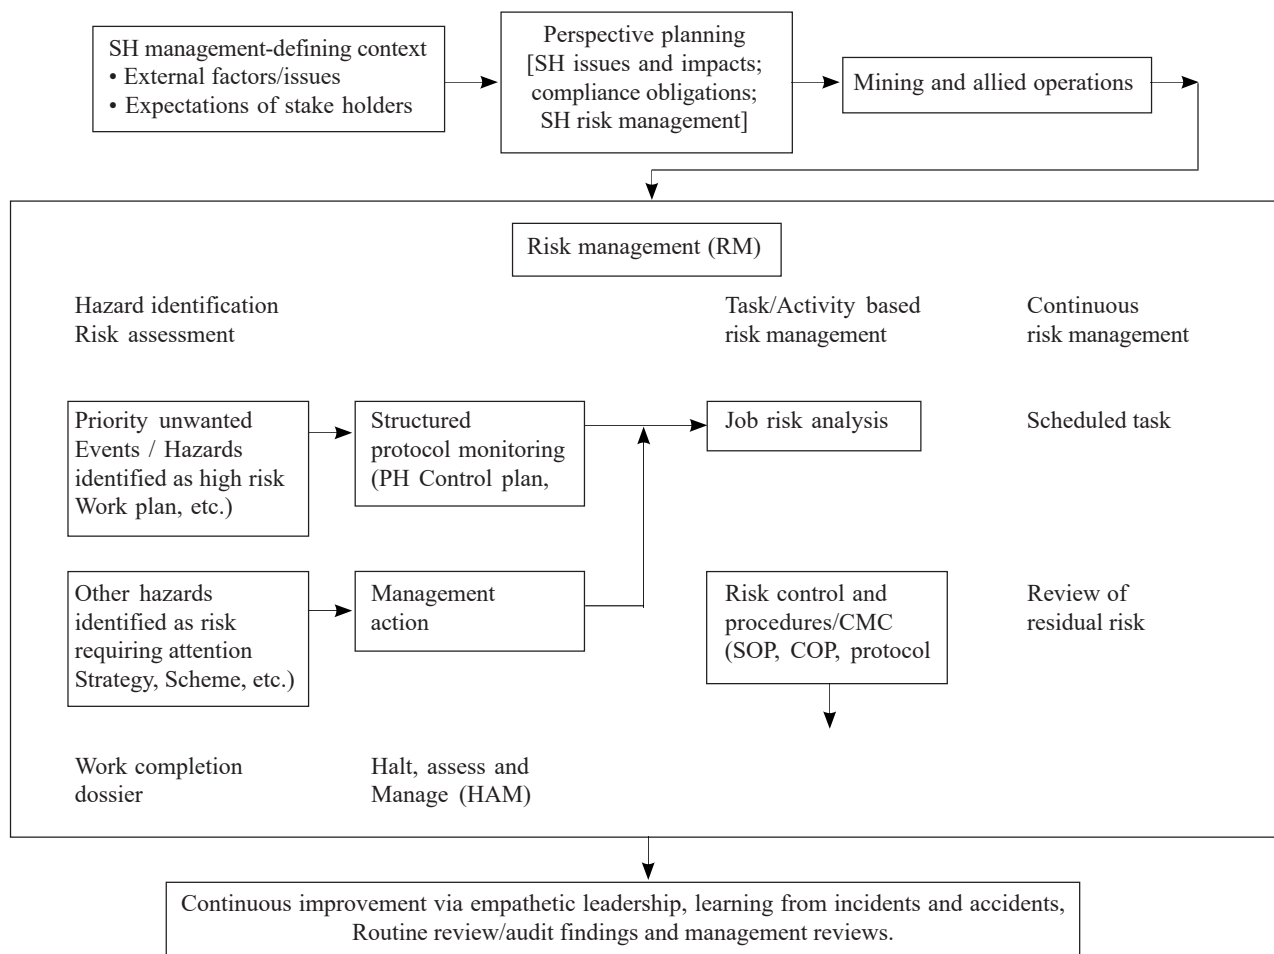 SH management-defining context
• External factors/issues
• Expectations of stake holders
Perspective planning
[SH issues and impacts;
compliance obligations;
SH risk management]
Mining and allied operations
Risk management (RM)
Hazard identification
Risk assessment
Task/Activity based
risk management
Continuous
risk management
Priority unwanted
Events / Hazards
identified as high risk
Work plan, etc.)
Structured
protocol monitoring
(PH Control plan,
Job risk analysis
Scheduled task
Other hazards
identified as risk
requiring attention
Strategy, Scheme, etc.)
Management
action
Risk control and
procedures/CMC
(SOP, COP, protocol
Review of
residual risk
Work completion
dossier
Halt, assess and
Manage (HAM)
Continuous improvement via empathetic leadership, learning from incidents and accidents,
Routine review/audit findings and management reviews.